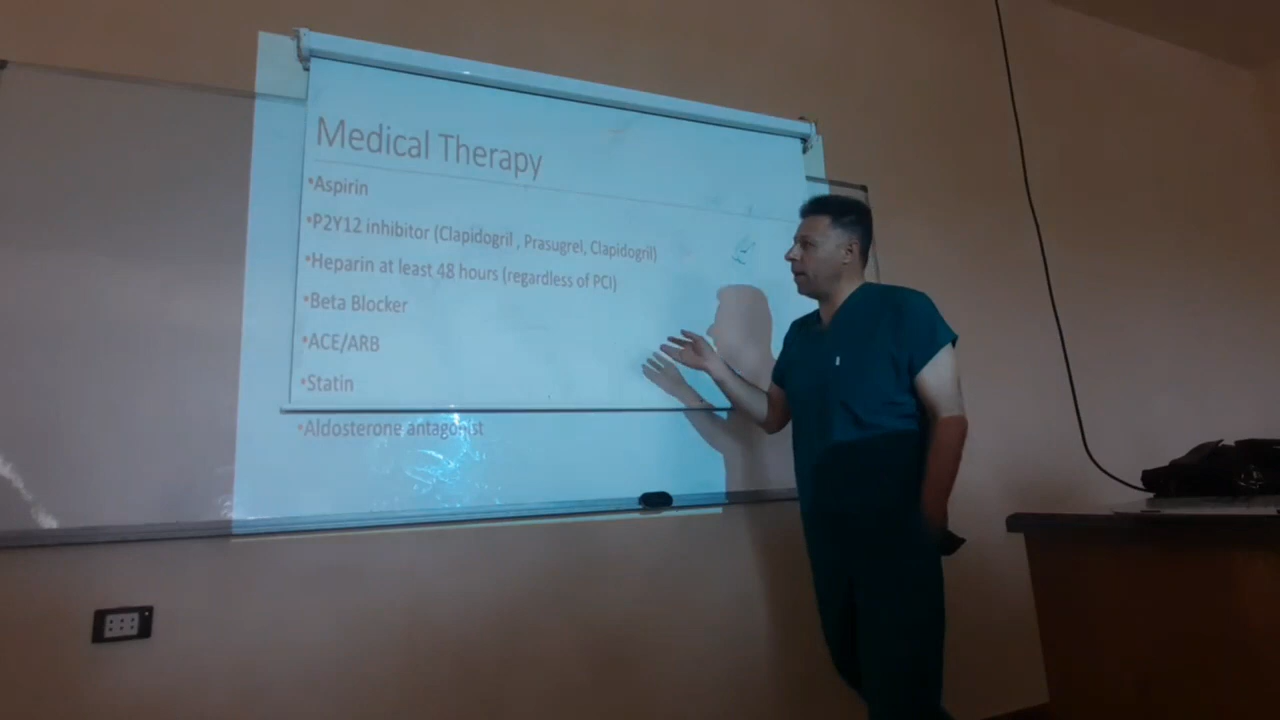 Medical Therapy
•Aspirin
•P2Y12 inhibitor (Clapidogril , Prasugrel, Clapidogril)
•Heparin at least 48 hours (regardless of PCI)
•Beta Blocker
•ACE/ARB
•Statin
•Aldosterone antagonist